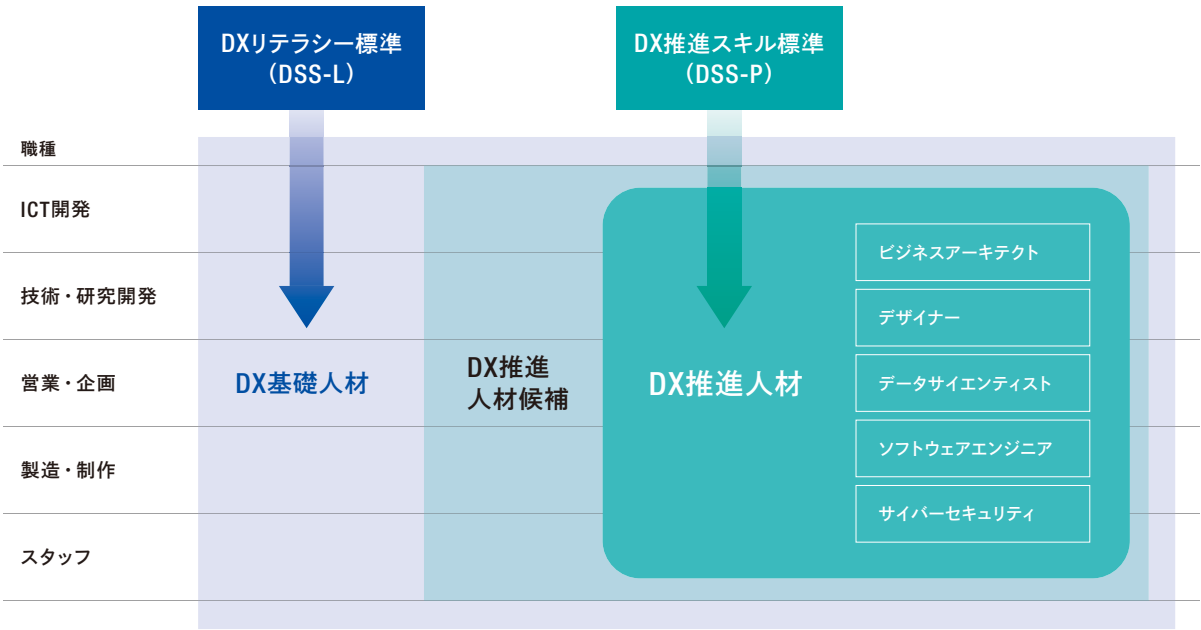 DXリテラシー標準
(DSS-L)
DX推進スキル標準
(DSS-P)
職種
ICT開発
技術・研究開発
営業・企画
製造・制作
スタッフ
DX基礎人材
DX推進
人材候補
DX推進人材
ビジネスアーキテクト
デザイナー
データサイエンティスト
ソフトウェアエンジニア
サイバーセキュリティ